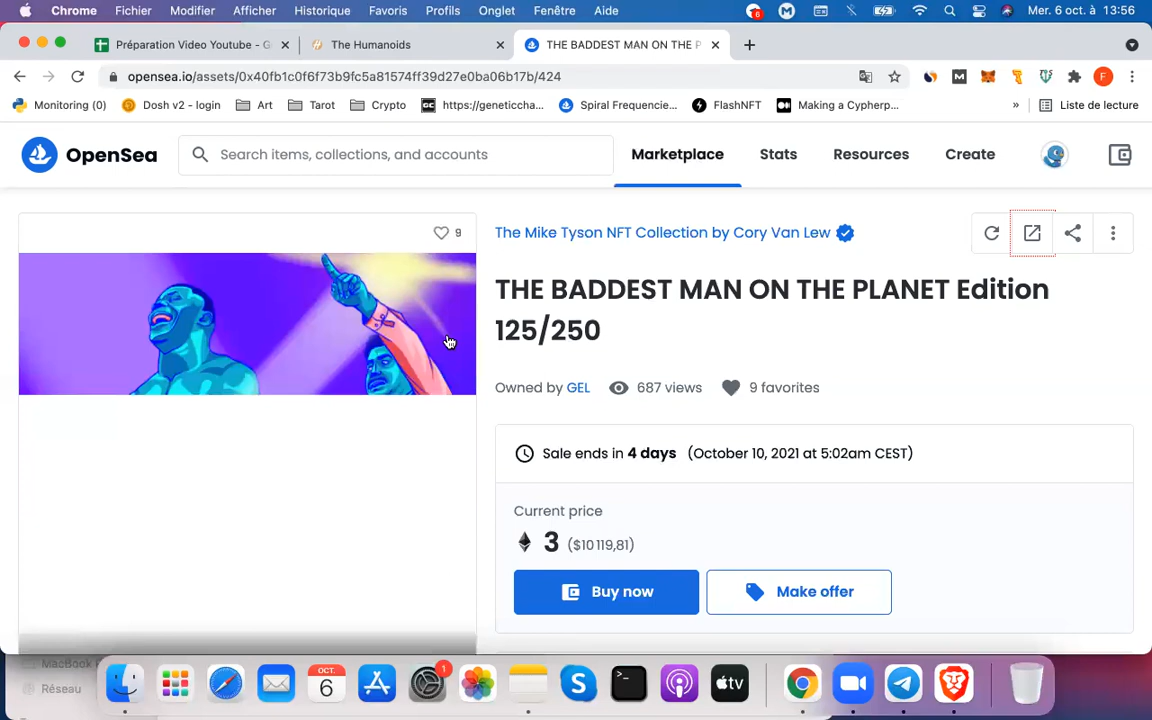 Chrome Fichier Modifier Afficher Historique Favoris Profils Onglet Fenêtre Aide 6 Mer. 6 oct. à 13:56
Préparation Video Youtube - G The Humanoids THE BADDEST MAN ON THE P
opensea.io/assets/0x40fb1c0f6f73b9fc5a81574ff39d27e0ba06b17b/424 F
Monitoring (0) Dosh v2 - login Art Tarot Crypto https://geneticcha... Spiral Frequencie... FlashNFT Making a Cypherp... » Liste de lecture
OpenSea Search items, collections, and accounts Marketplace Stats Resources Create
9
The Mike Tyson NFT Collection by Cory Van Lew
THE BADDEST MAN ON THE PLANET Edition
125/250
Owned by GEL 687 views 9 favorites
Sale ends in 4 days (October 10, 2021 at 5:02am CEST)
Current price
3 ($10 119,81)
Buy now Make offer
Réseau
OCT.
6
1
tv